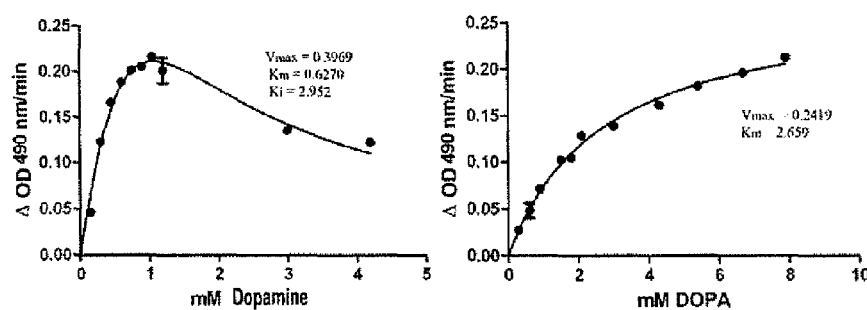 Δ OD 490 nm/min
0.25
0.20
0.15
0.10
0.05
0.00
0
1
2
3
4
5
mM Dopamine
Vmax = 0.3969
Km = 0.6270
Ki = 2.952
Δ OD 490 nm/min
0.25
0.20
0.15
0.10
0.05
0.00
0
2
4
6
8
10
mM DOPA
Vmax = 0.2419
Km 2.659